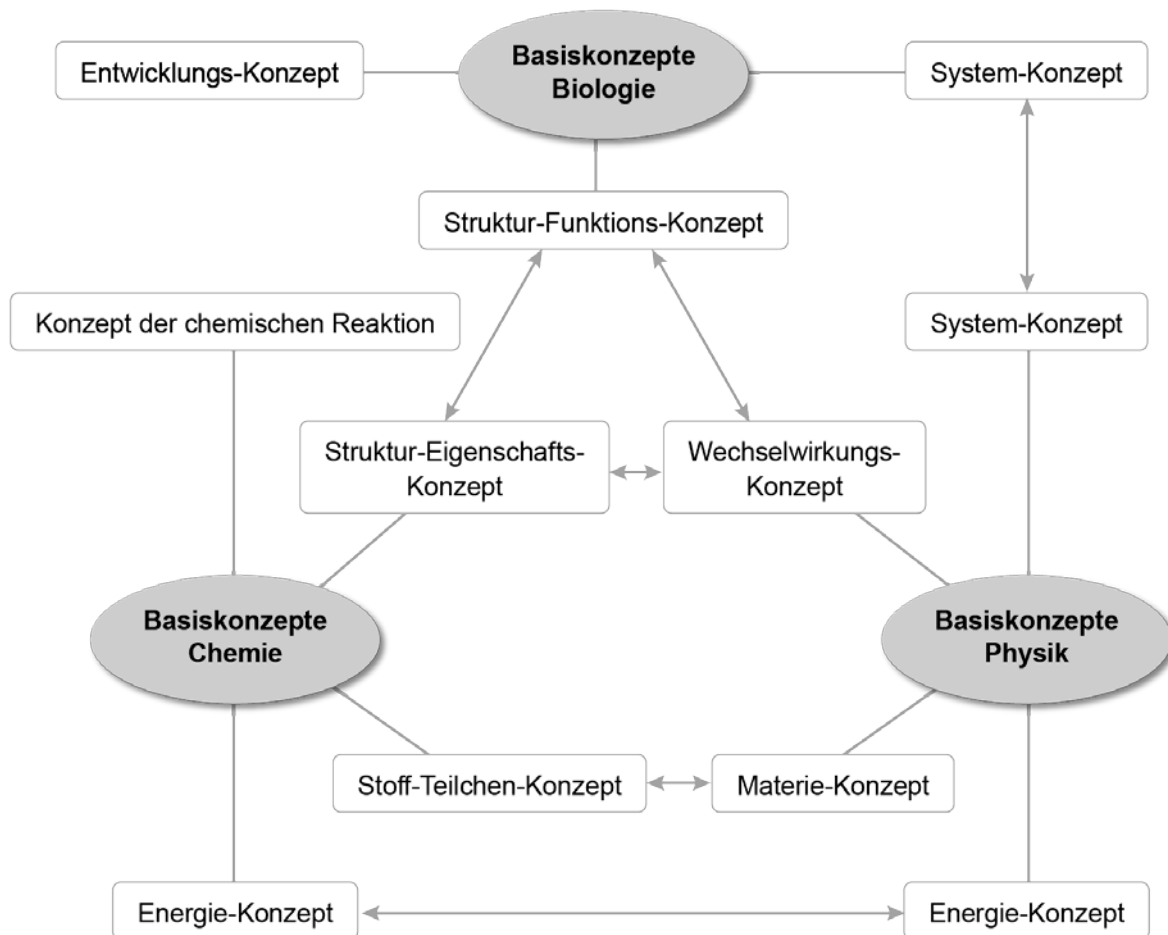 Entwicklungs-Konzept
Basiskonzepte
Biologie
System-Konzept
Struktur-Funktions-Konzept
Konzept der chemischen Reaktion
System-Konzept
Struktur-Eigenschafts-
Konzept
Wechselwirkungs-
Konzept
Basiskonzepte
Chemie
Basiskonzepte
Physik
Stoff-Teilchen-Konzept
Materie-Konzept
Energie-Konzept
Energie-Konzept